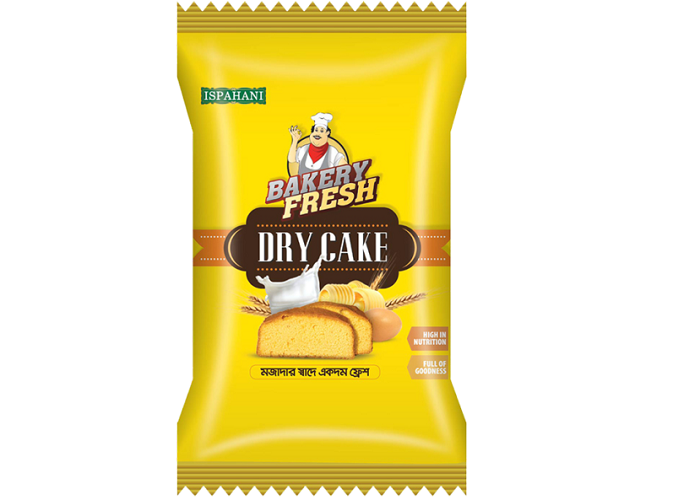 ISPAHANI
BAKERY
FRESH
DRY CAKE
HIGH IN
NUTRITION
FULL OF
GOODNESS
মজাদার স্বাদে একদম ফ্রেশ